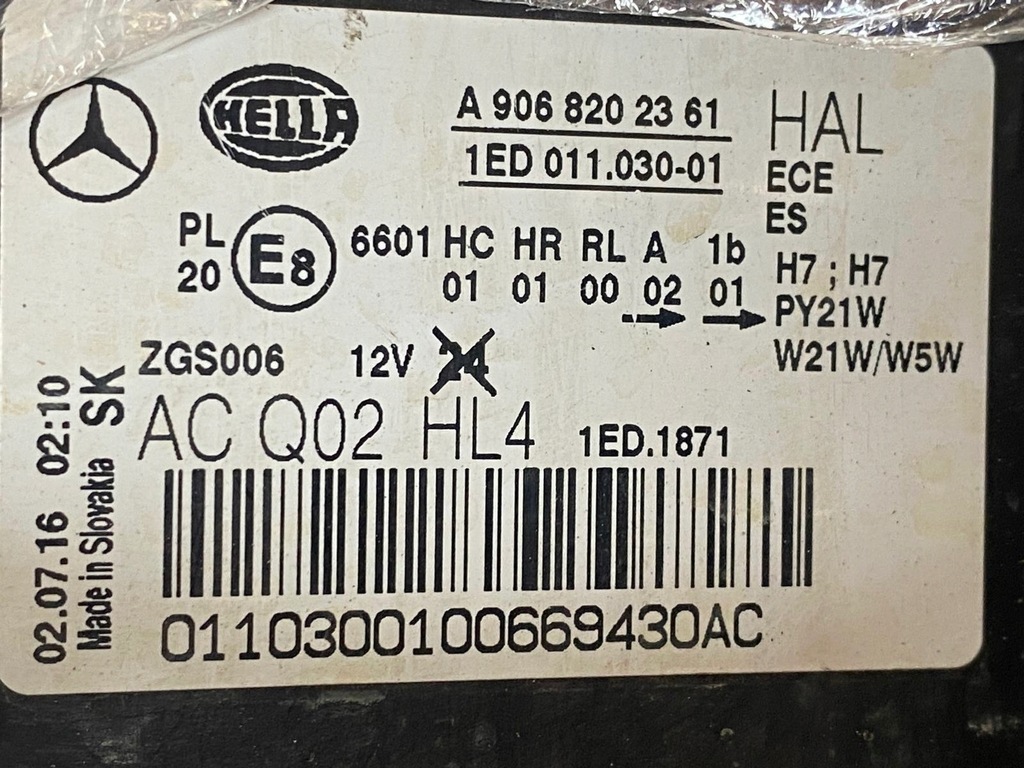 HELLA
A 906 820 23 61
1ED 011.030-01
HAL
ECE
ES
PL
20
E8
6601 HC HR RL A 1b
01 01 00 02 01
H7 ; H7
PY21W
W21W/W5W
ZGS006 12V 24
AC Q02 HL4 1ED.1871
0110300100669430AC
02.07.16 02:10
Made in Slovakia SK